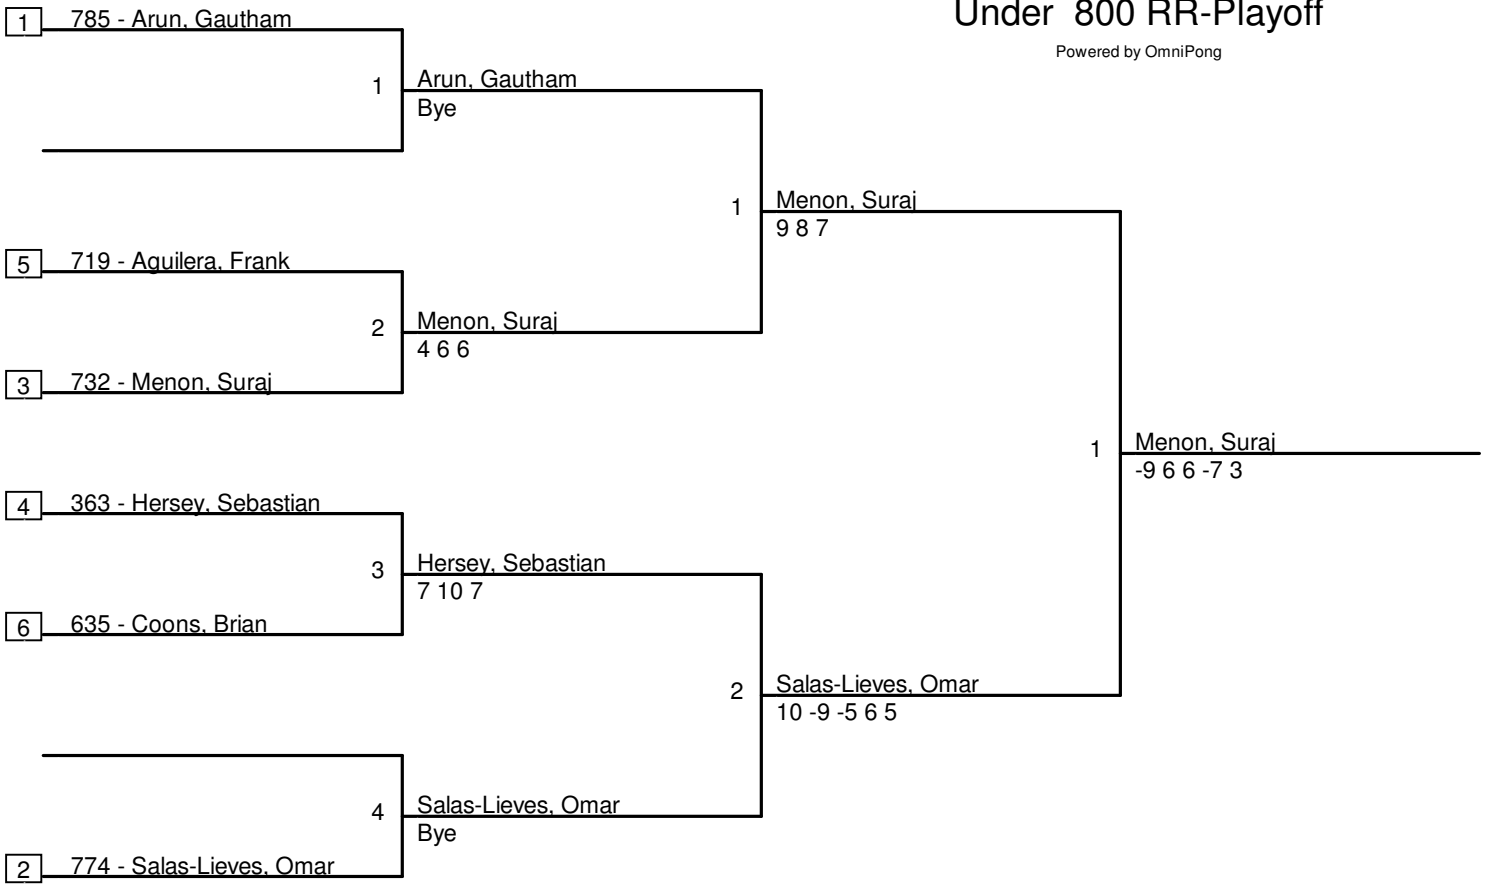 Under 800 RR-Playoff
Powered by OmniPong
1 785 - Arun, Gautham
1 Arun, Gautham
Bye
1 Menon, Suraj
9 8 7
5 719 - Aguilera, Frank
2 Menon, Suraj
4 6 6
3 732 - Menon, Suraj
1 Menon, Suraj
-9 6 6 -7 3
4 363 - Hersey, Sebastian
3 Hersey, Sebastian
7 10 7
6 635 - Coons, Brian
2 Salas-Lieves, Omar
10 -9 -5 6 5
4 Salas-Lieves, Omar
Bye
2 774 - Salas-Lieves, Omar